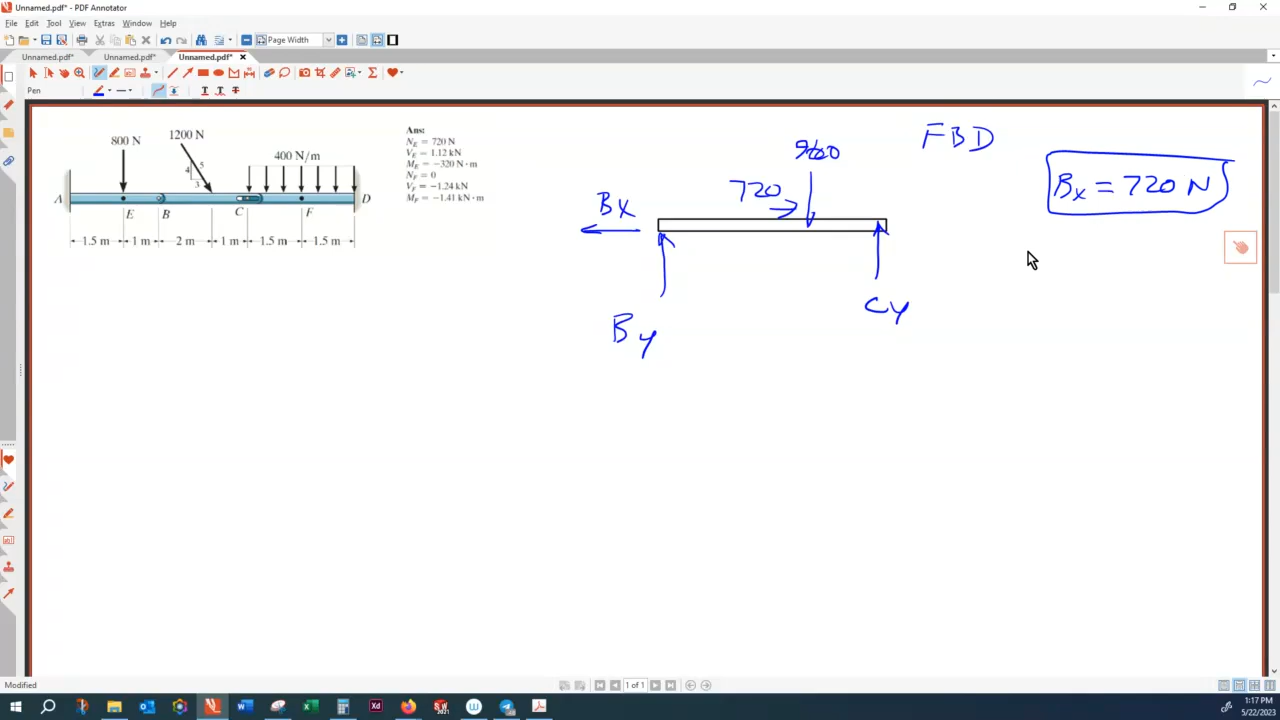 Unnamed.pdf* - PDF Annotator
File Edit Tool View Extras Window Help
Page Width
Unnamed.pdf* Unnamed.pdf* Unnamed.pdf*
Pen
800 N
1200 N
5
4
3
400 N/m
A
E
B
C
F
D
1.5 m 1 m 2 m 1 m 1.5 m 1.5 m
Ans:
N_E = 720 N
V_E = 1.12 kN
M_E = −320 N·m
N_F = 0
V_F = −1.24 kN
M_F = −1.41 kN·m
FBD
960
720
Bx
Bx = 720 N
By
Cy
Modified
1 of 1
1:17 PM
5/22/2023